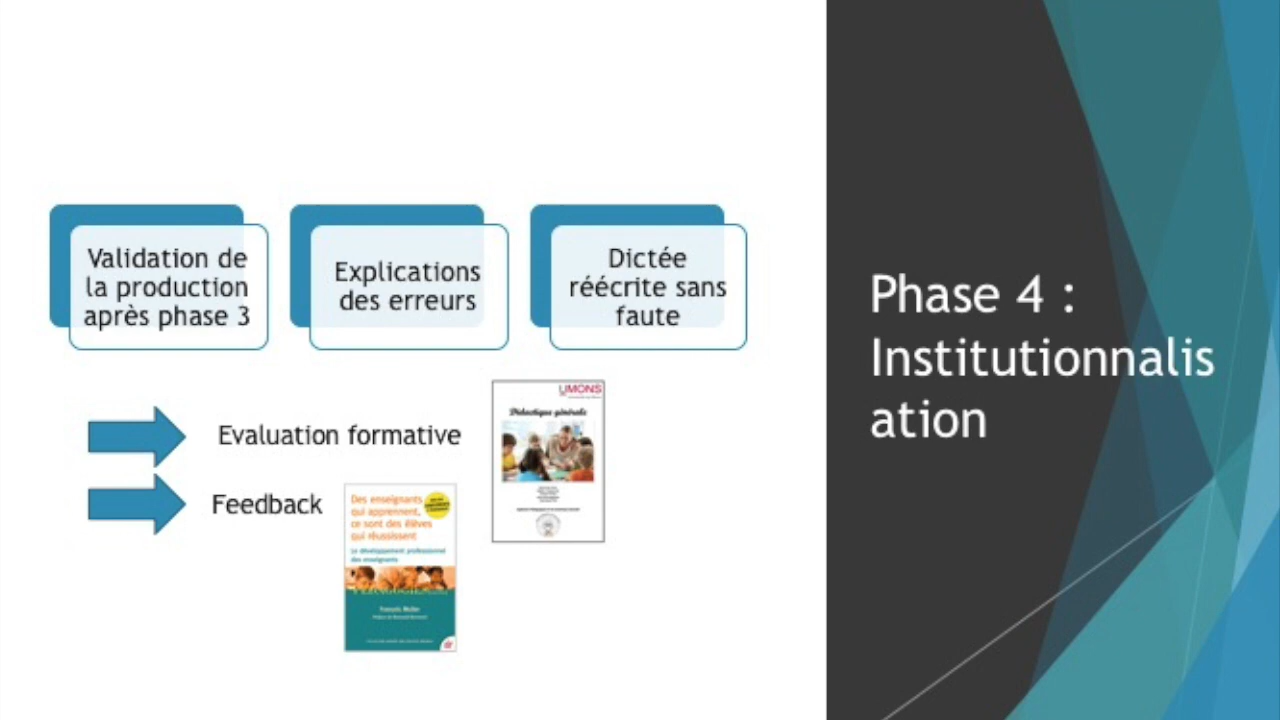 Validation de
la production
après phase 3
Explications
des erreurs
Dictée
réécrite sans
faute
Evaluation formative
Feedback
UMONS
Didactique générale
Des enseignants
qui apprennent,
ce sont des élèves
qui réussissent
Le développement professionnel
des enseignants
Phase 4 :
Institutionnalis
ation